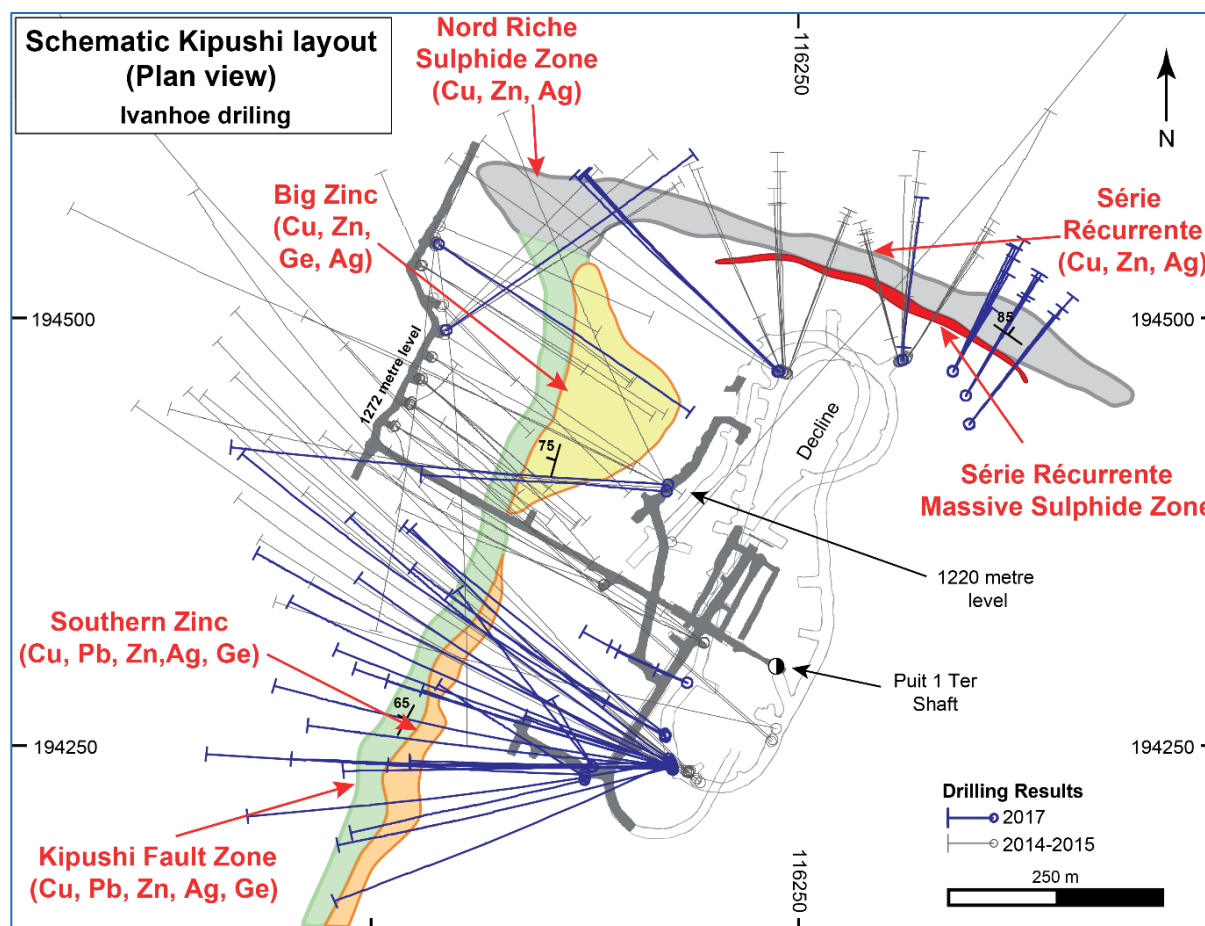 Schematic Kipushi layout
(Plan view)
Ivanhoe driling
Nord Riche
Sulphide Zone
(Cu, Zn, Ag)
116250
N
Big Zinc
(Cu, Zn,
Ge, Ag)
Série
Récurrente
(Cu, Zn, Ag)
194500
194500
85
1272 metre level
Decline
75
Série Récurrente
Massive Sulphide Zone
1220 metre
level
Southern Zinc
(Cu, Pb, Zn,Ag, Ge)
Puit 1 Ter
Shaft
65
194250
194250
Drilling Results
2017
2014-2015
Kipushi Fault Zone
(Cu, Pb, Zn, Ag, Ge)
116250
250 m